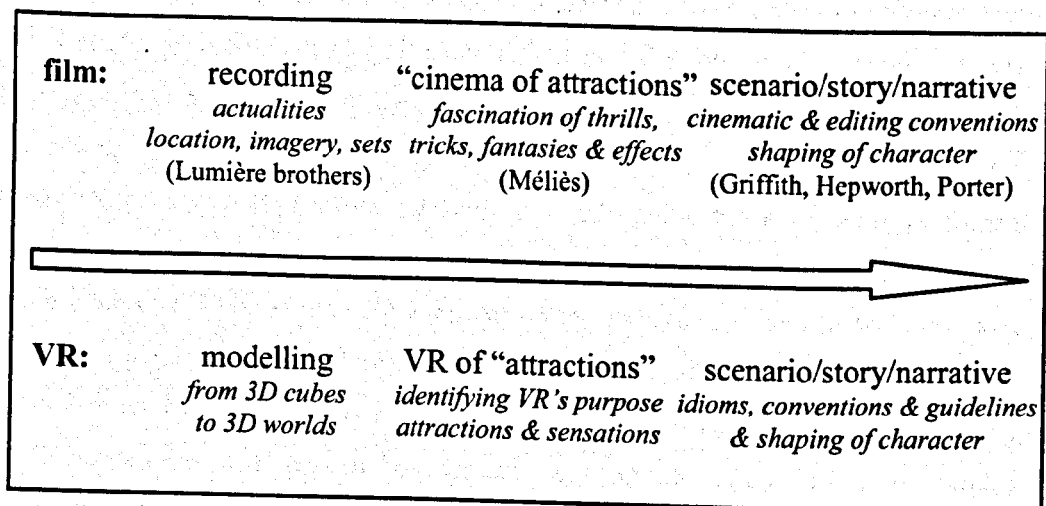 film: recording "cinema of attractions" scenario/story/narrative
actualities fascination of thrills, cinematic & editing conventions
location, imagery, sets tricks, fantasies & effects shaping of character
(Lumière brothers) (Méliès) (Griffith, Hepworth, Porter)
VR: modelling VR of "attractions" scenario/story/narrative
from 3D cubes identifying VR's purpose idioms, conventions & guidelines
to 3D worlds attractions & sensations & shaping of character